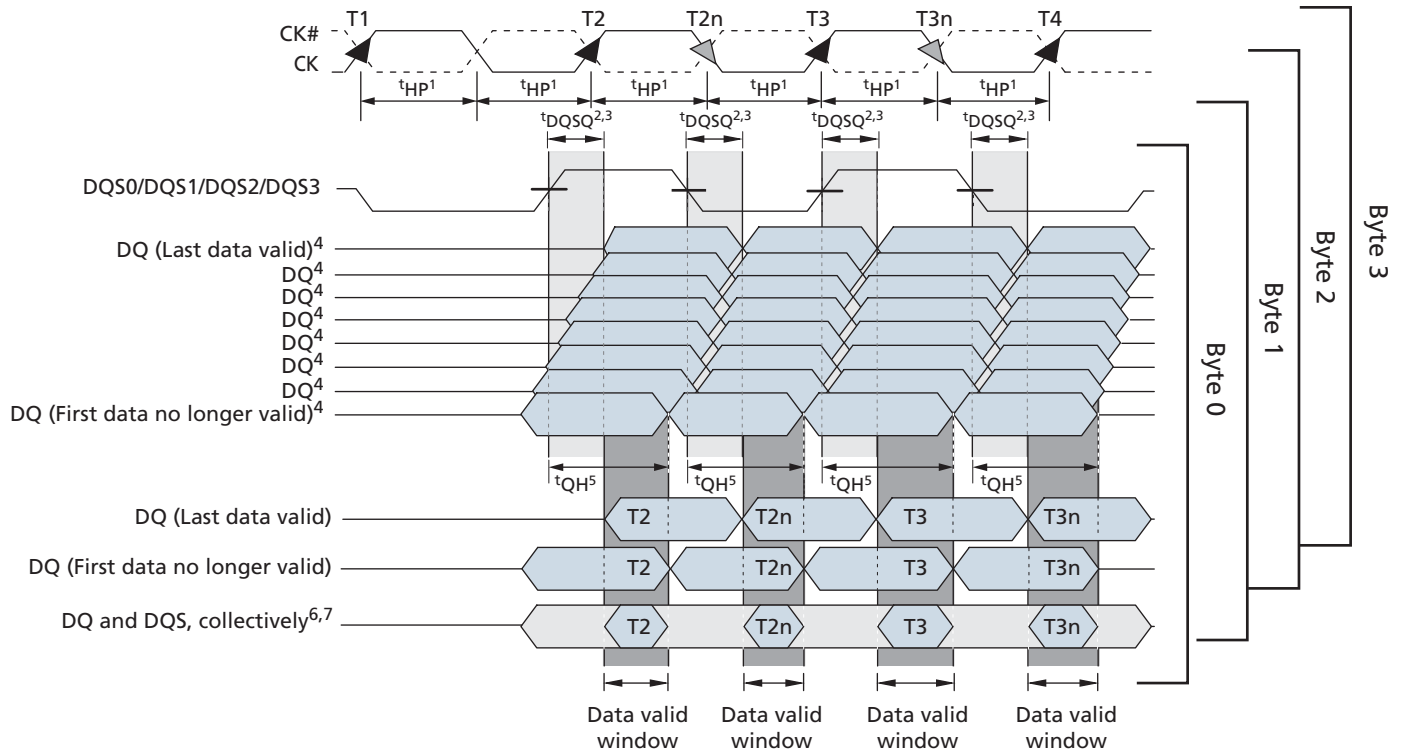 T1 T2 T2n T3 T3n T4
CK#
CK
tHP1 tHP1 tHP1 tHP1 tHP1 tHP1
tDQSQ2,3 tDQSQ2,3 tDQSQ2,3 tDQSQ2,3
DQS0/DQS1/DQS2/DQS3
DQ (Last data valid)4
DQ4
DQ4
DQ4
DQ4
DQ4
DQ4
DQ (First data no longer valid)4
tQH5 tQH5 tQH5 tQH5
DQ (Last data valid) T2 T2n T3 T3n
DQ (First data no longer valid) T2 T2n T3 T3n
DQ and DQS, collectively6,7 T2 T2n T3 T3n
Data valid window
Data valid window
Data valid window
Data valid window
Byte 0
Byte 1
Byte 2
Byte 3